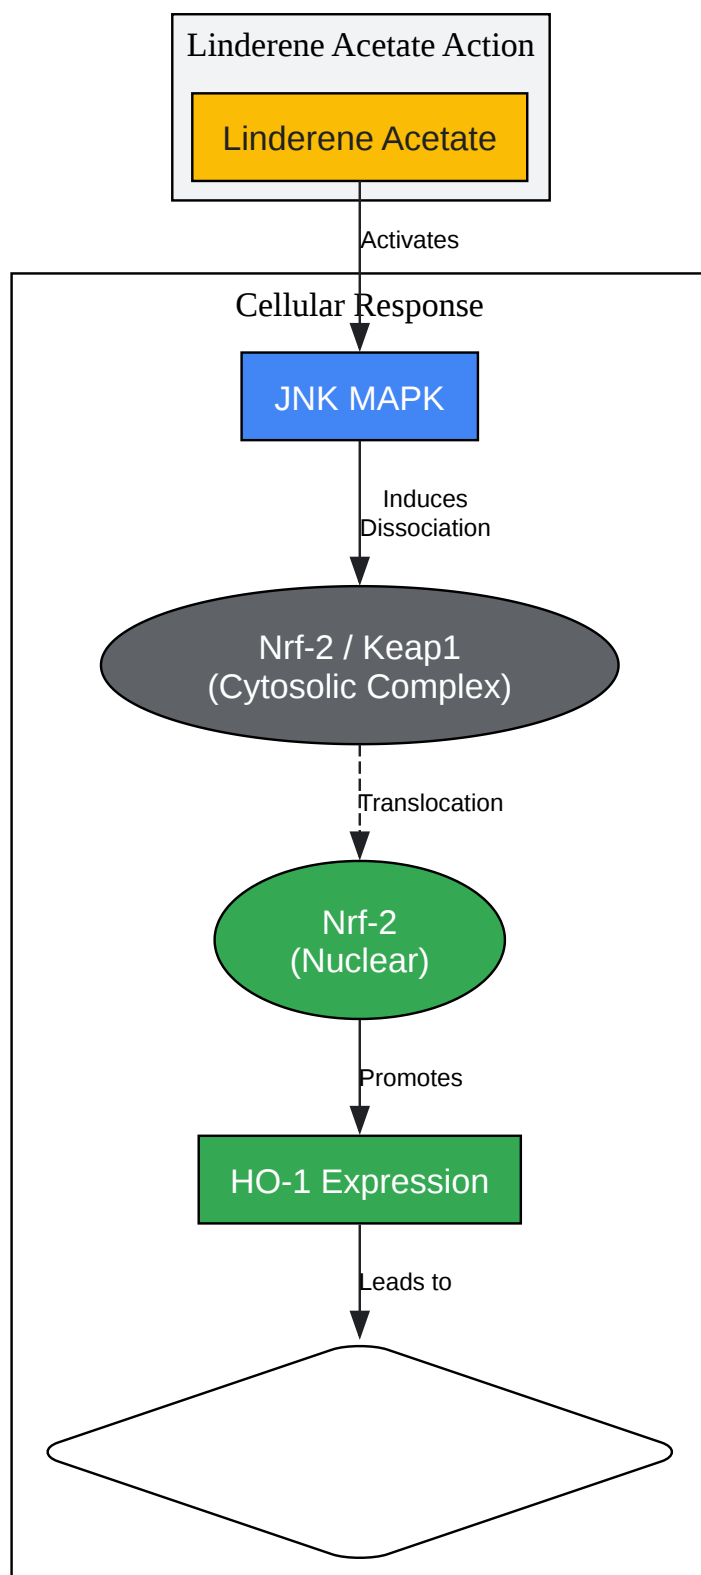 Linderene Acetate Action
Linderene Acetate
Activates
Cellular Response
JNK MAPK
Induces
Dissociation
Nrf-2 / Keap1
(Cytosolic Complex)
Translocation
Nrf-2
(Nuclear)
Promotes
HO-1 Expression
Leads to